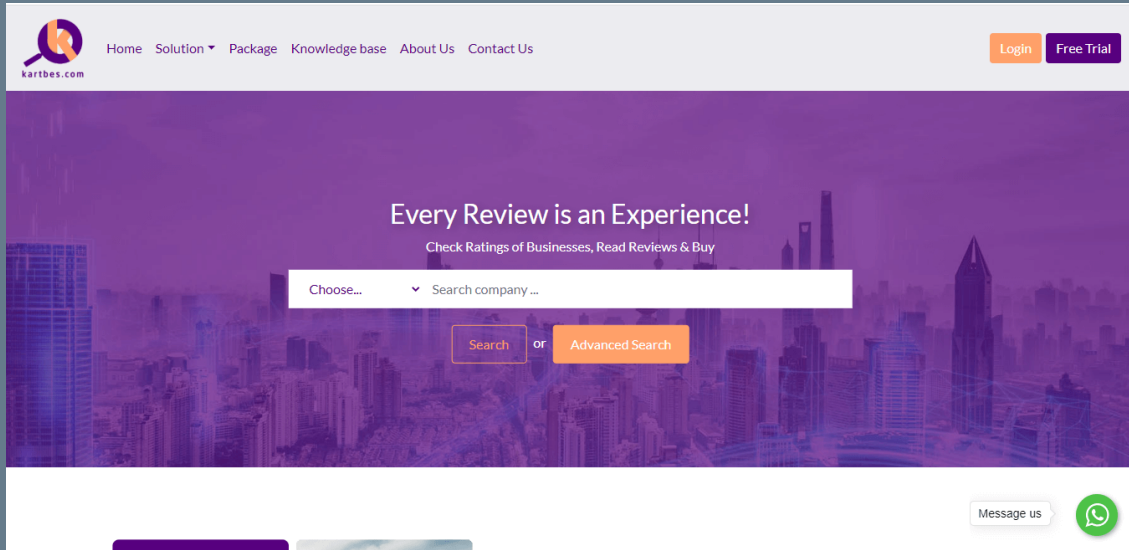 kartbes.com
Home Solution Package Knowledge base About Us Contact Us Login Free Trial
Every Review is an Experience!
Check Ratings of Businesses, Read Reviews & Buy
Choose... Search company ...
Search or Advanced Search
Message us